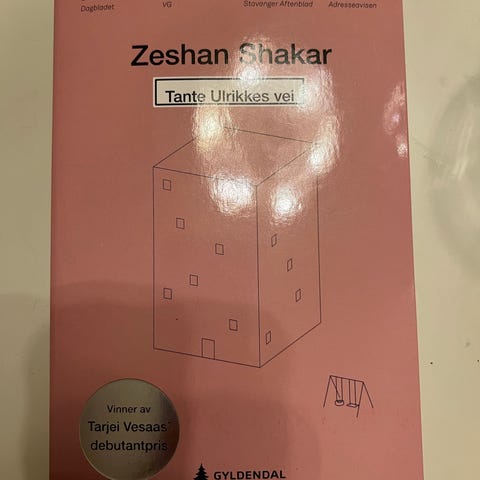 Dagbladet
VG
Stavanger Aftenblad
Adresseavisen
Zeshan Shakar
Tante Ulrikkes vei
Vinner av
Tarjei Vesaas'
debutantpris
GYLDENDAL